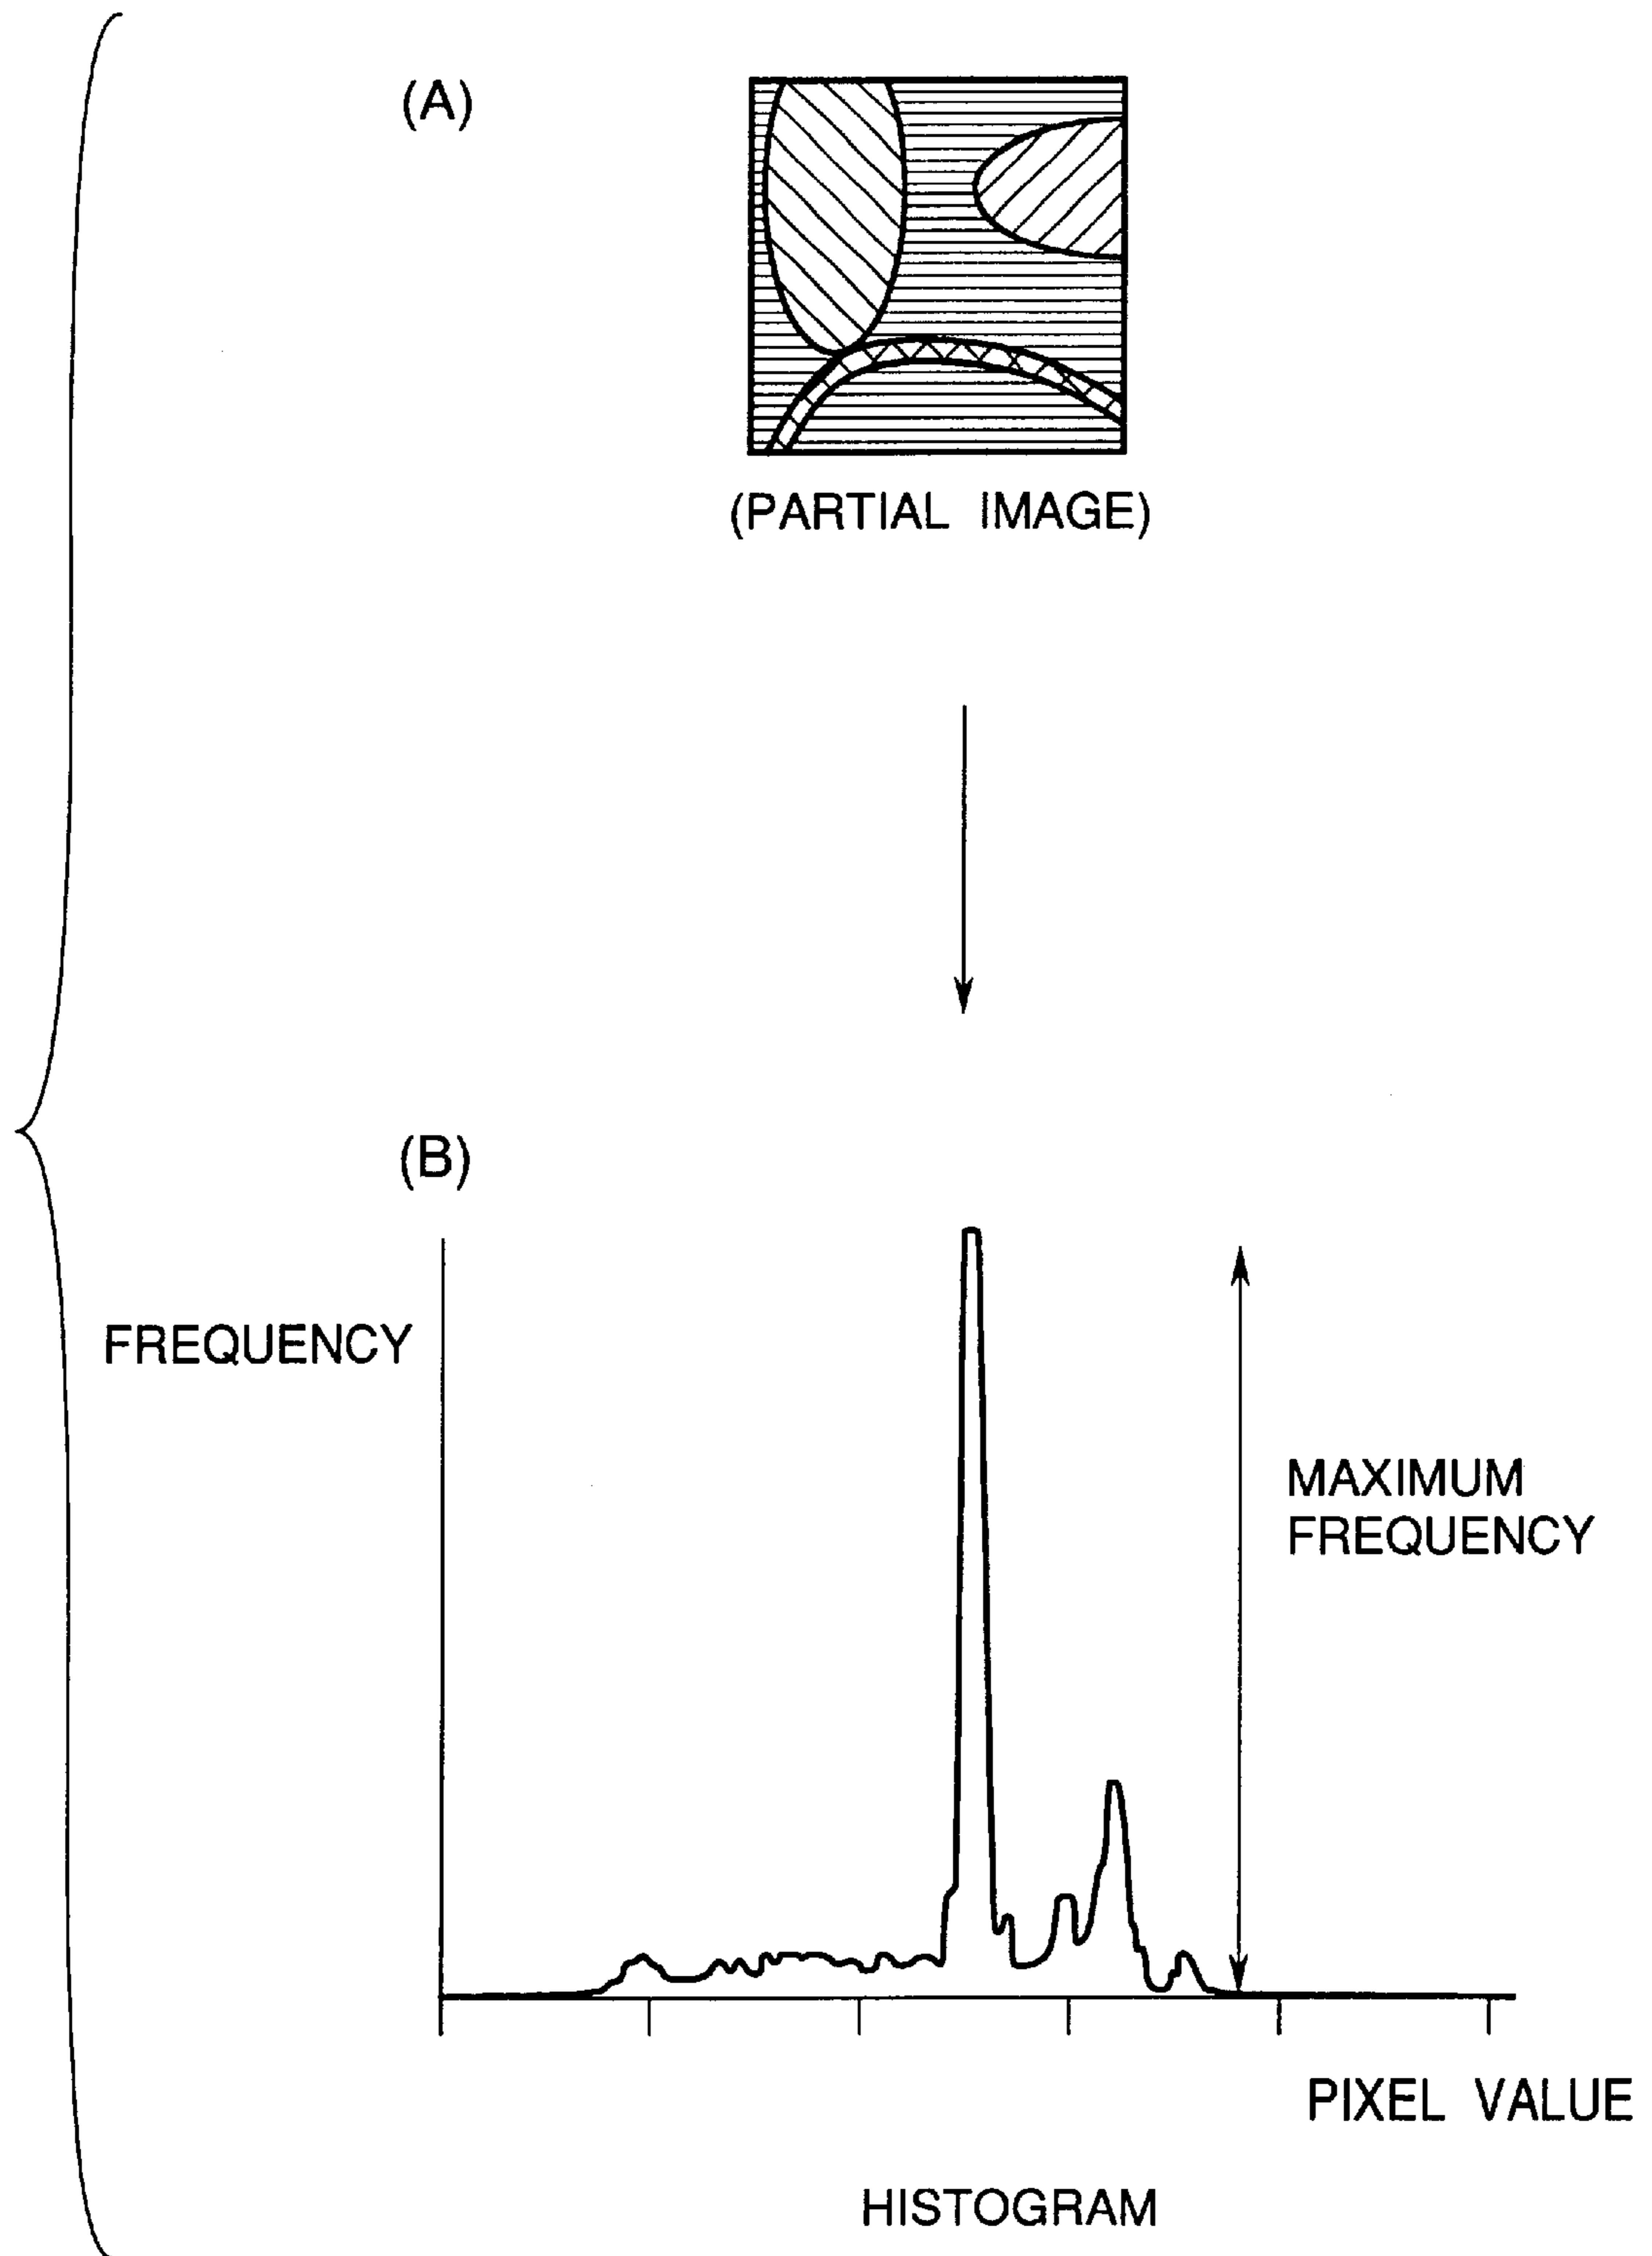 (A)
(PARTIAL IMAGE)
(B)
FREQUENCY
MAXIMUM
FREQUENCY
PIXEL VALUE
HISTOGRAM